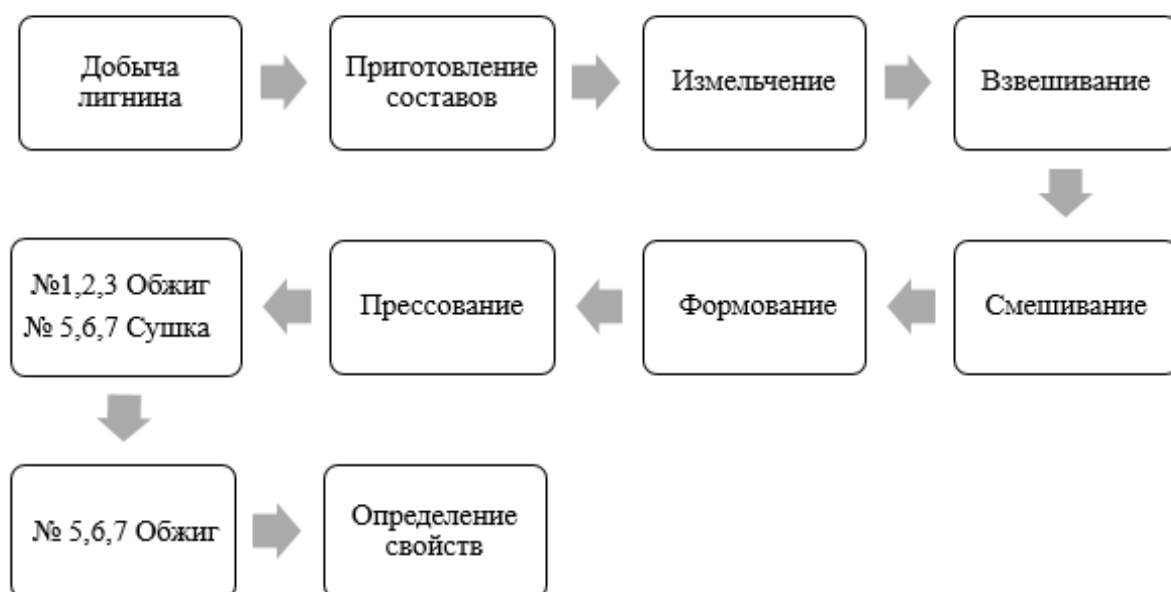 Добыча
лигнина
Приготовление
составов
Измельчение
Взвешивание
Смешивание
Формование
Прессование
№1,2,3 Обжиг
№ 5,6,7 Сушка
№ 5,6,7 Обжиг
Определение
свойств